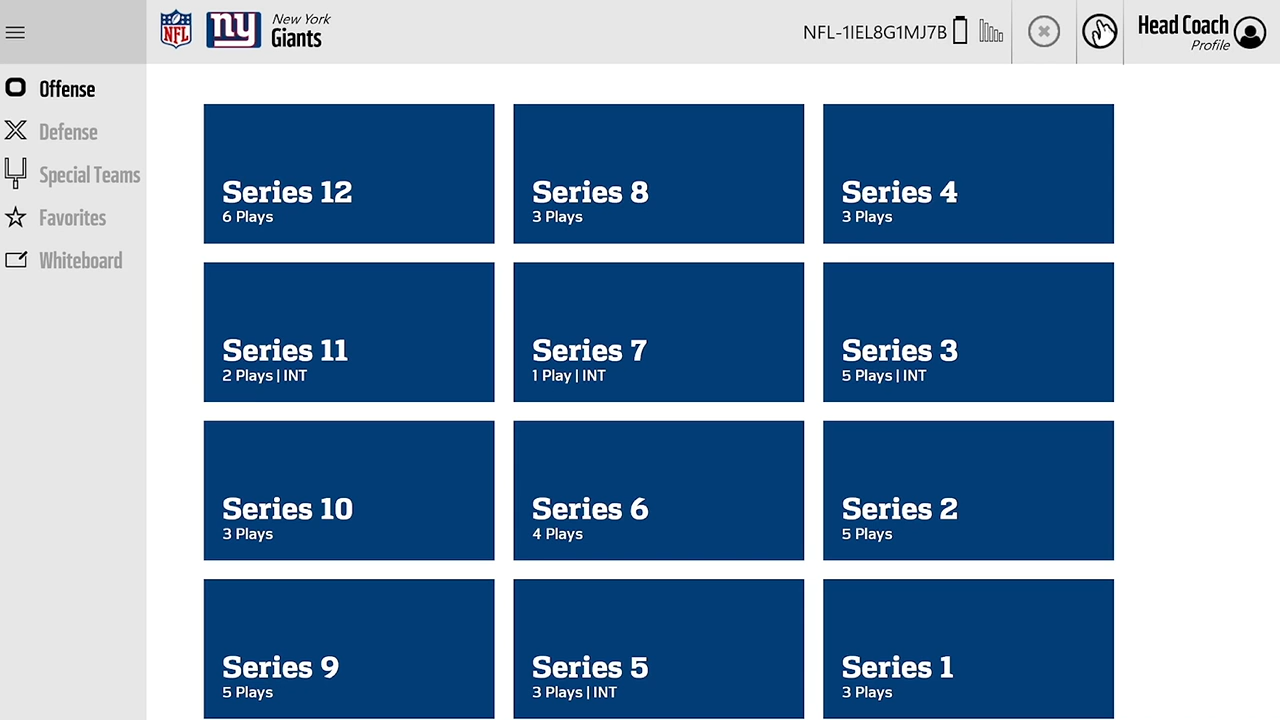 NFL
ny
New York
Giants
NFL-1IEL8G1MJ7B
Head Coach
Profile
Offense
Defense
Special Teams
Favorites
Whiteboard
Series 12
6 Plays
Series 8
3 Plays
Series 4
3 Plays
Series 11
2 Plays | INT
Series 7
1 Play | INT
Series 3
5 Plays | INT
Series 10
3 Plays
Series 6
4 Plays
Series 2
5 Plays
Series 9
5 Plays
Series 5
3 Plays | INT
Series 1
3 Plays